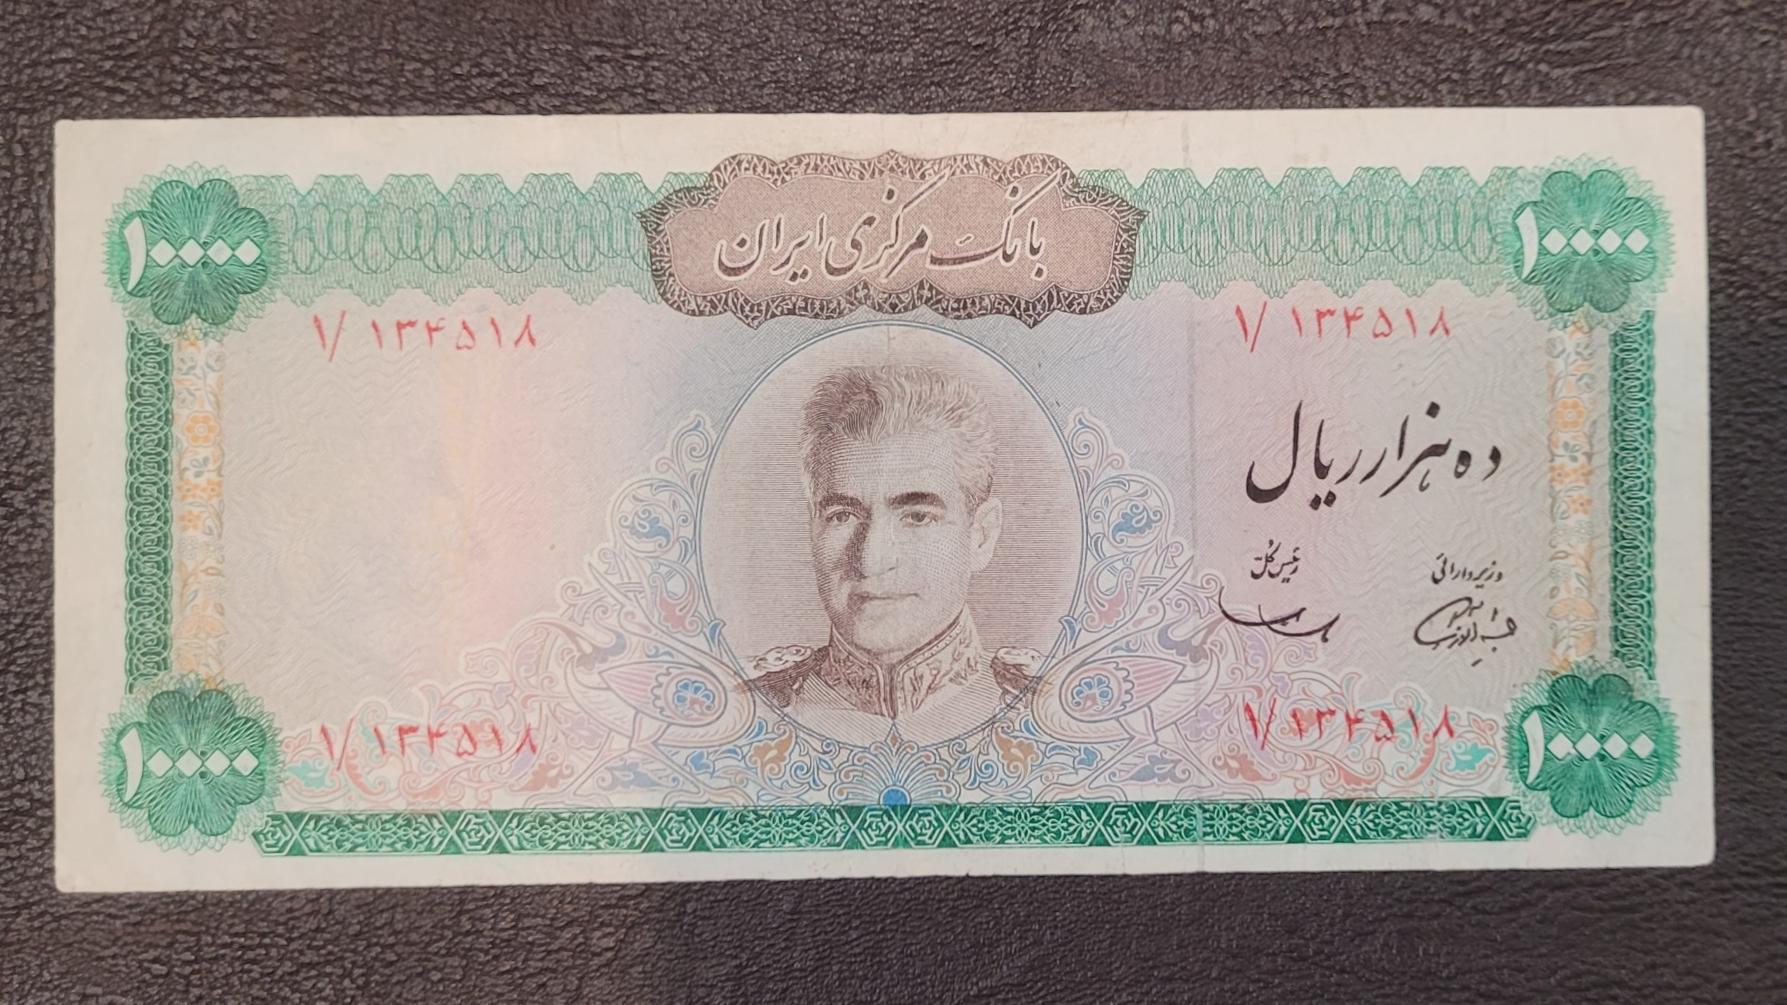 بانک مرکزی ایران
۱۰۰۰۰
۱۰۰۰۰
۱/۱۳۴۵۱۸
۱/۱۳۴۵۱۸
ده هزار ریال
وزیر دارائی
رئیس کل
۱/۱۳۴۵۱۸
۱/۱۳۴۵۱۸
۱۰۰۰۰
۱۰۰۰۰